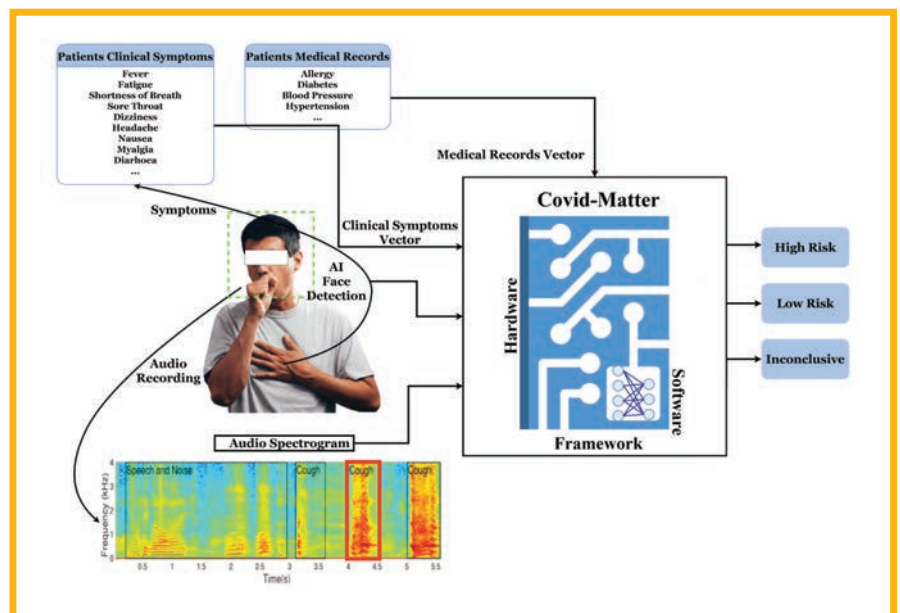 Patients Clinical Symptoms
Fever
Fatigue
Shortness of Breath
Sore Throat
Dizziness
Headache
Nausea
Myalgia
Diarhoea
...
Patients Medical Records
Allergy
Diabetes
Blood Pressure
Hypertension
...
Medical Records Vector
Symptoms
Clinical Symptoms
Vector
AI
Face
Detection
Audio
Recording
Covid-Matter
Hardware
Software
Framework
High Risk
Low Risk
Inconclusive
Audio Spectrogram
Speech and Noise
Cough
Cough
Cough
Frequency (kHz)
4
3
2
1
0
0.5
1
1.5
2
2.5
3
3.5
4
4.5
5
5.5
Time(s)